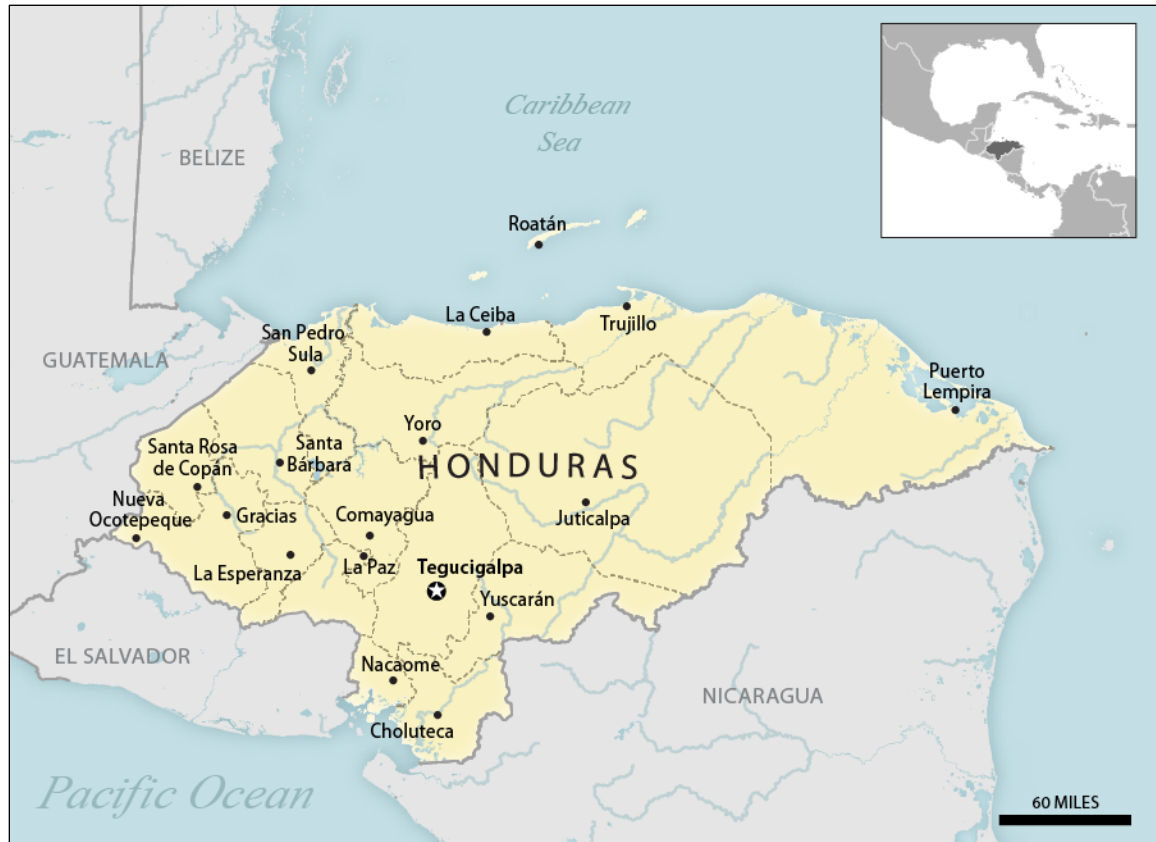 Caribbean
Sea
BELIZE
Roatán
La Ceiba
Trujillo
San Pedro
Sula
GUATEMALA
Puerto
Lempira
Yoro
Santa Rosa
de Copán
Santa
Bárbara
HONDURAS
Nueva
Ocotepeque
Gracias
Comayagua
Juticalpa
La Esperanza
La Paz
Tegucigalpa
Yuscarán
EL SALVADOR
Nacaome
NICARAGUA
Choluteca
Pacific Ocean
60 MILES